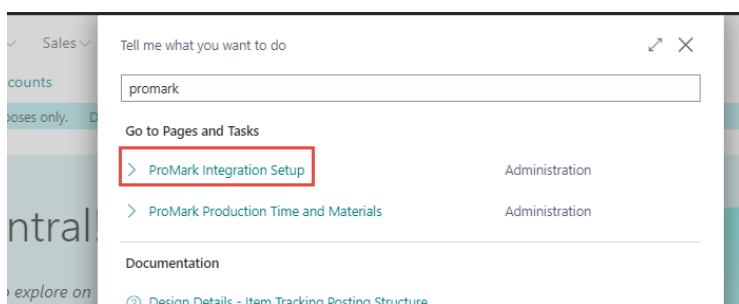 Sales
Tell me what you want to do
counts
promark
poses only. D
Go to Pages and Tasks
ProMark Integration Setup Administration
ProMark Production Time and Materials Administration
ntral!
Documentation
explore on
Design Details - Item Tracking Posting Structure